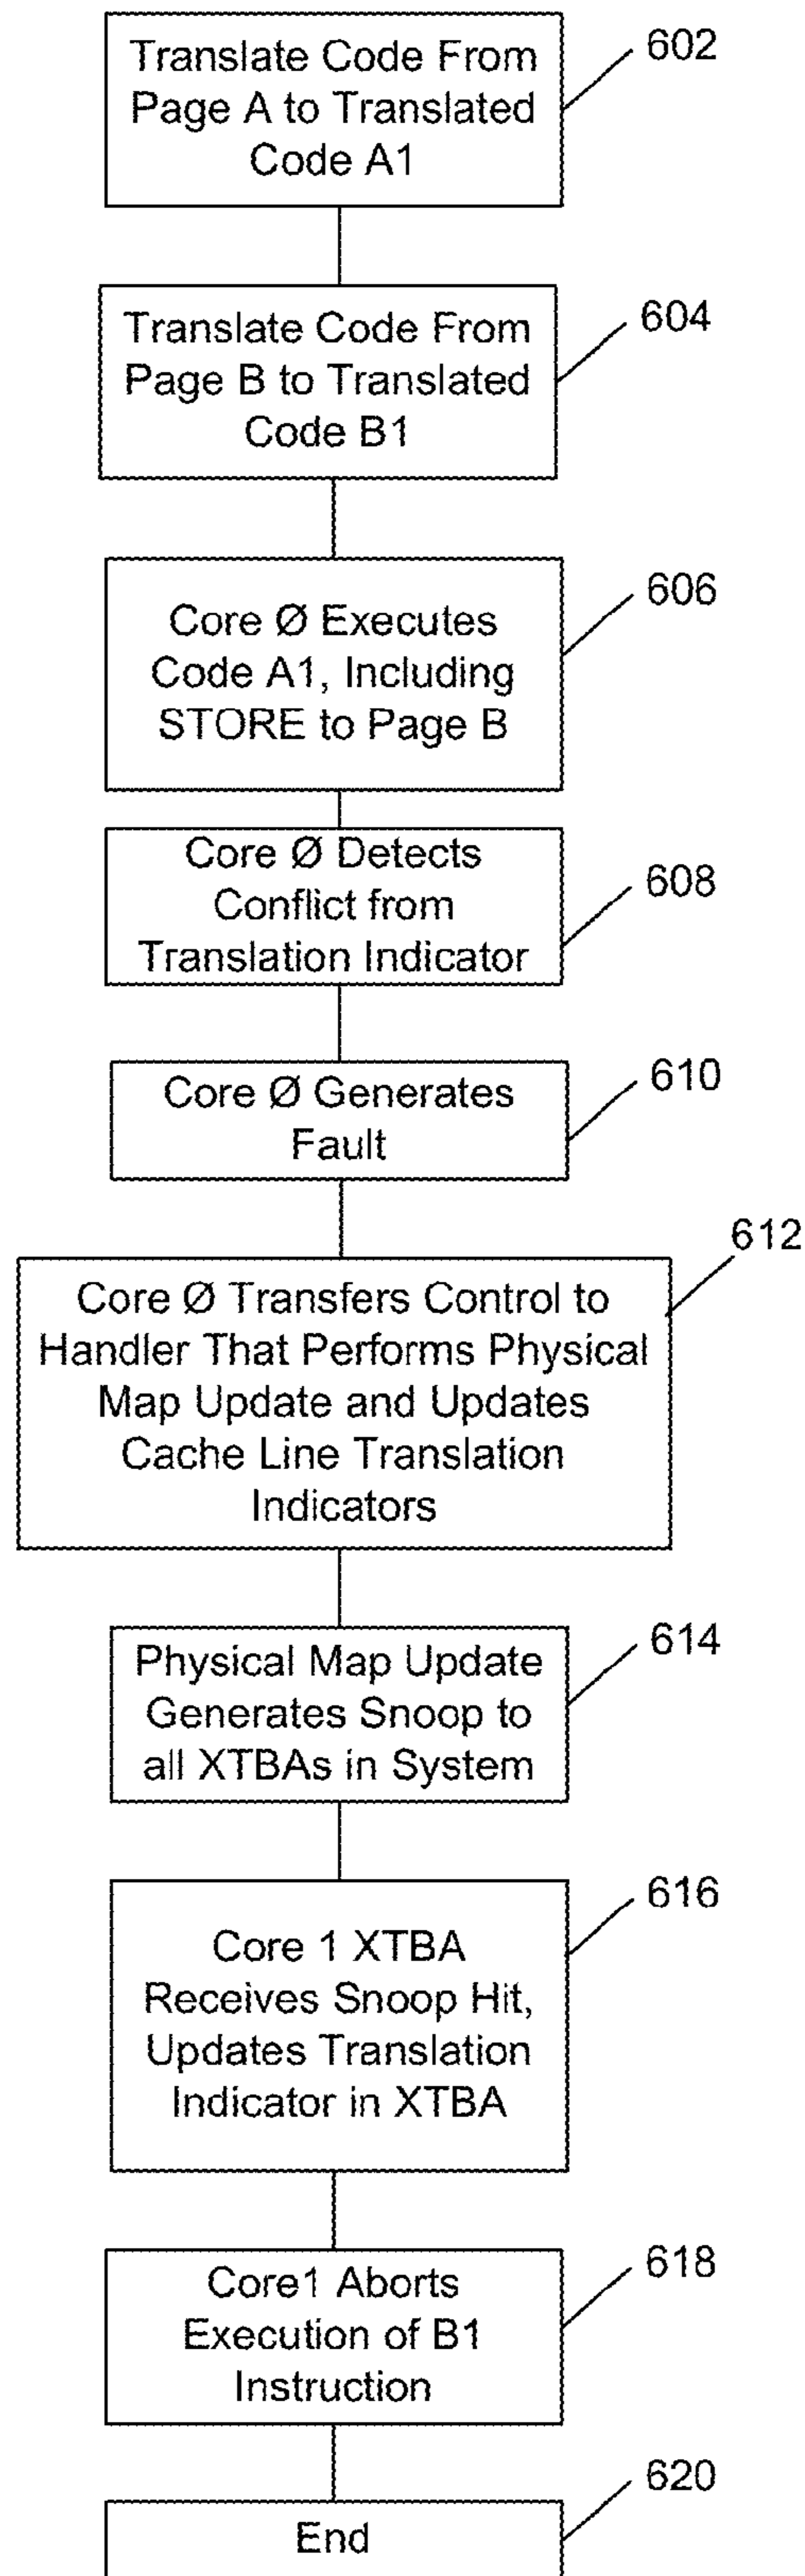 Translate Code From
Page A to Translated
Code A1
602
Translate Code From
Page B to Translated
Code B1
604
Core Ø Executes
Code A1, Including
STORE to Page B
606
Core Ø Detects
Conflict from
Translation Indicator
608
Core Ø Generates
Fault
610
Core Ø Transfers Control to
Handler That Performs Physical
Map Update and Updates
Cache Line Translation
Indicators
612
Physical Map Update
Generates Snoop to
all XTBAs in System
614
Core 1 XTBA
Receives Snoop Hit,
Updates Translation
Indicator in XTBA
616
Core1 Aborts
Execution of B1
Instruction
618
End
620